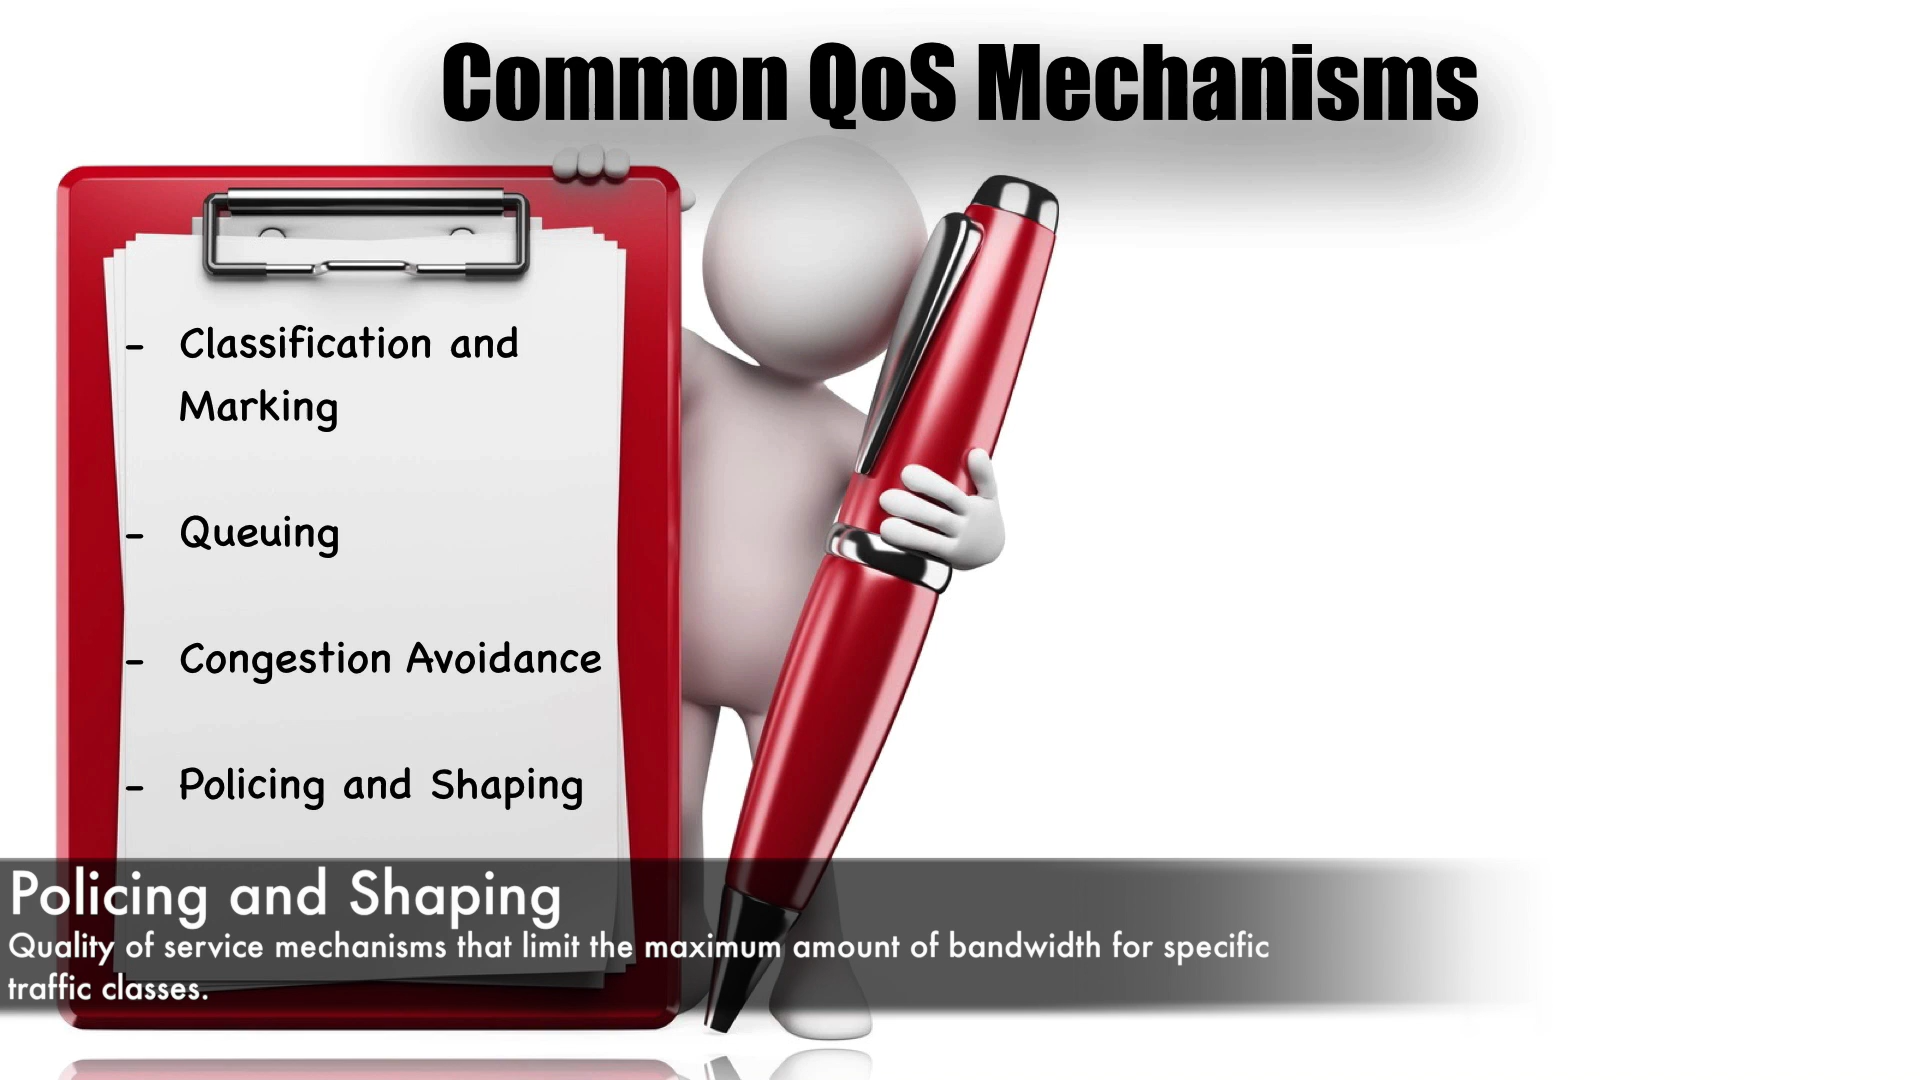 Common QoS Mechanisms
- Classification and
Marking
- Queuing
- Congestion Avoidance
- Policing and Shaping
Policing and Shaping
Quality of service mechanisms that limit the maximum amount of bandwidth for specific
traffic classes.